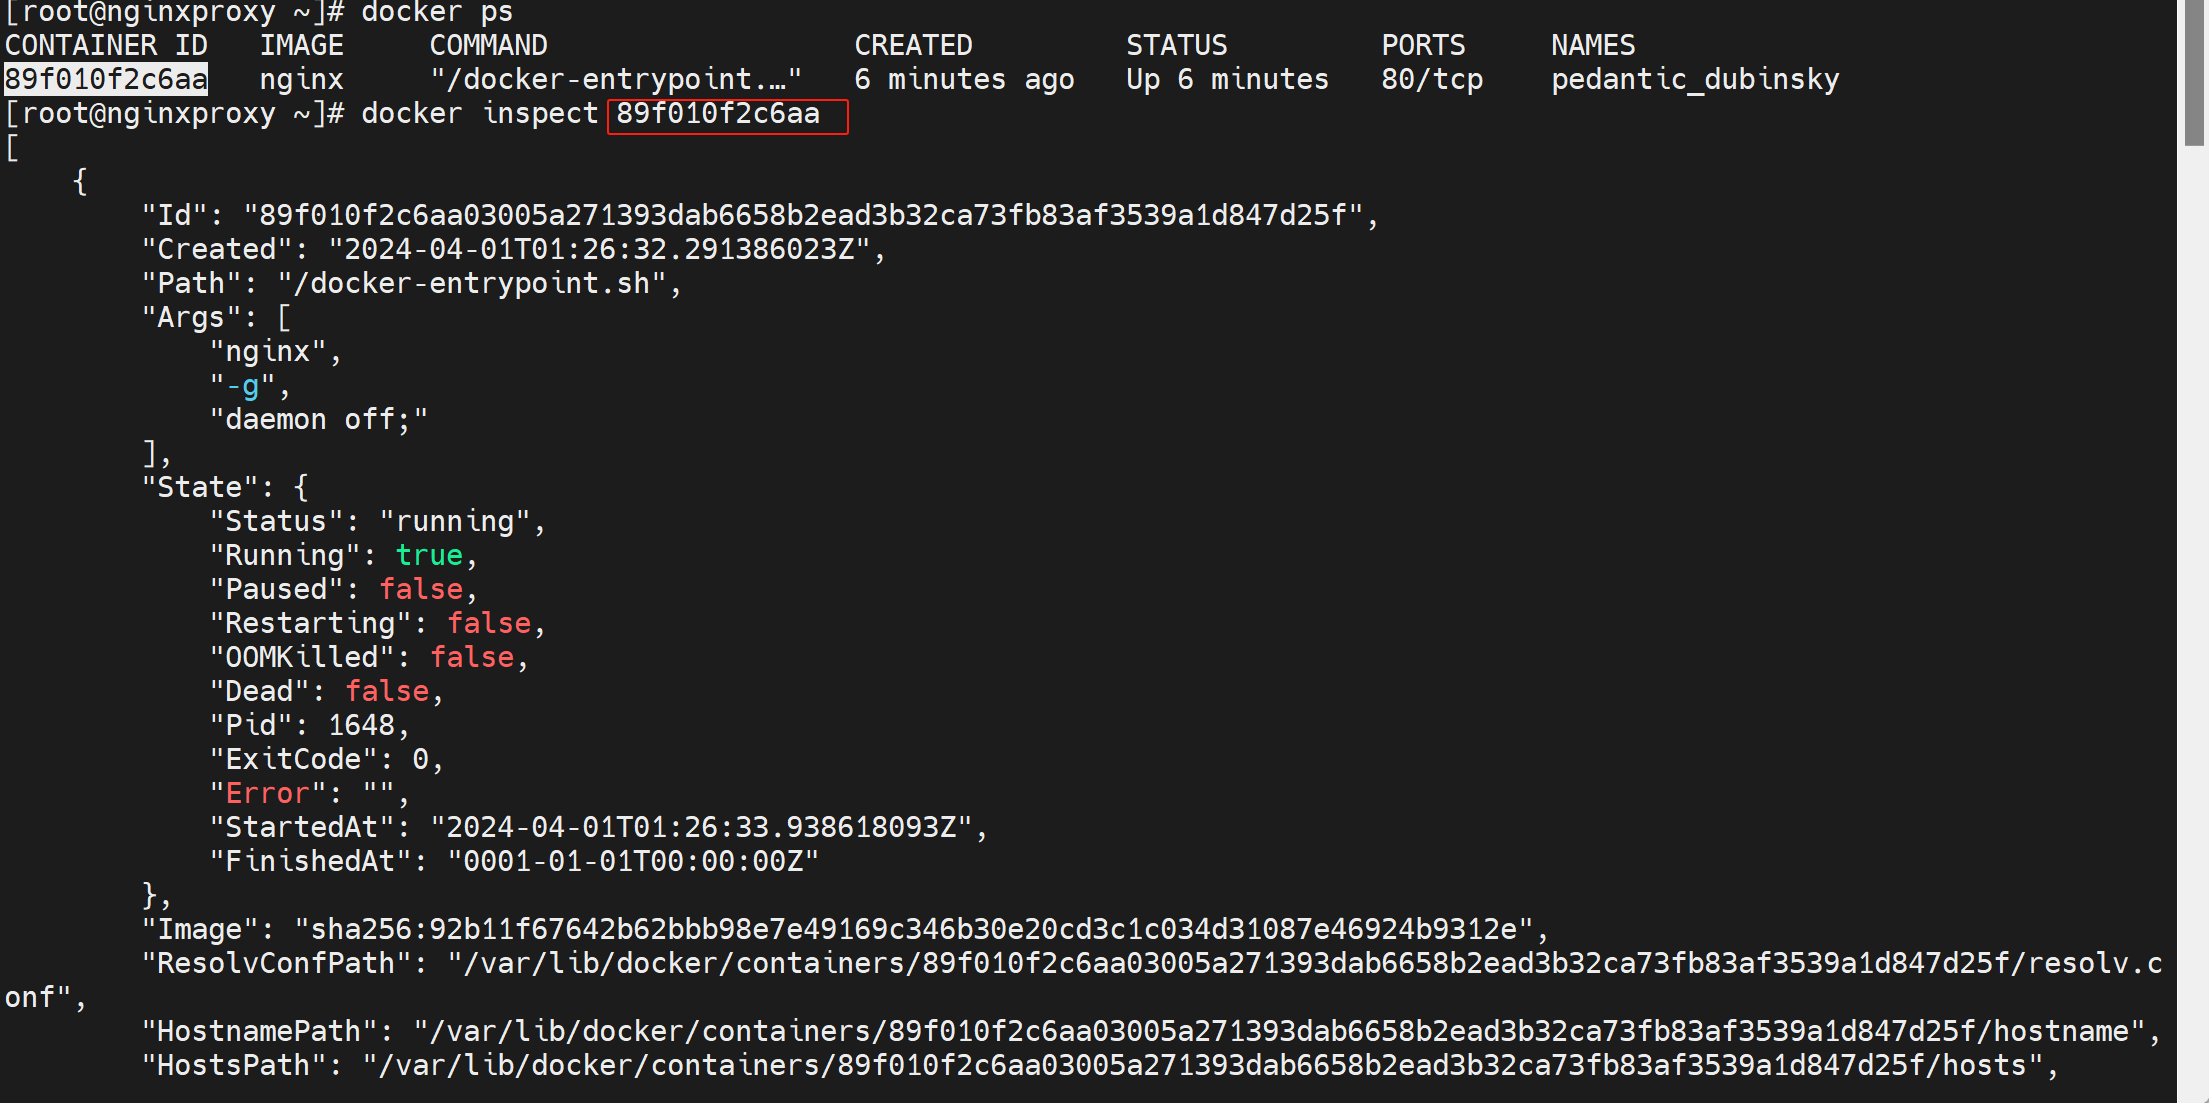 [root@nginxproxy ~]# docker ps
CONTAINER ID   IMAGE     COMMAND                  CREATED         STATUS         PORTS     NAMES
89f010f2c6aa   nginx     "/docker-entrypoint.…"   6 minutes ago   Up 6 minutes   80/tcp    pedantic_dubinsky
[root@nginxproxy ~]# docker inspect 89f010f2c6aa
[
    {
        "Id": "89f010f2c6aa03005a271393dab6658b2ead3b32ca73fb83af3539a1d847d25f",
        "Created": "2024-04-01T01:26:32.291386023Z",
        "Path": "/docker-entrypoint.sh",
        "Args": [
            "nginx",
            "-g",
            "daemon off;"
        ],
        "State": {
            "Status": "running",
            "Running": true,
            "Paused": false,
            "Restarting": false,
            "OOMKilled": false,
            "Dead": false,
            "Pid": 1648,
            "ExitCode": 0,
            "Error": "",
            "StartedAt": "2024-04-01T01:26:33.938618093Z",
            "FinishedAt": "0001-01-01T00:00:00Z"
        },
        "Image": "sha256:92b11f67642b62bbb98e7e49169c346b30e20cd3c1c034d31087e46924b9312e",
        "ResolvConfPath": "/var/lib/docker/containers/89f010f2c6aa03005a271393dab6658b2ead3b32ca73fb83af3539a1d847d25f/resolv.c
onf",
        "HostnamePath": "/var/lib/docker/containers/89f010f2c6aa03005a271393dab6658b2ead3b32ca73fb83af3539a1d847d25f/hostname",
        "HostsPath": "/var/lib/docker/containers/89f010f2c6aa03005a271393dab6658b2ead3b32ca73fb83af3539a1d847d25f/hosts",